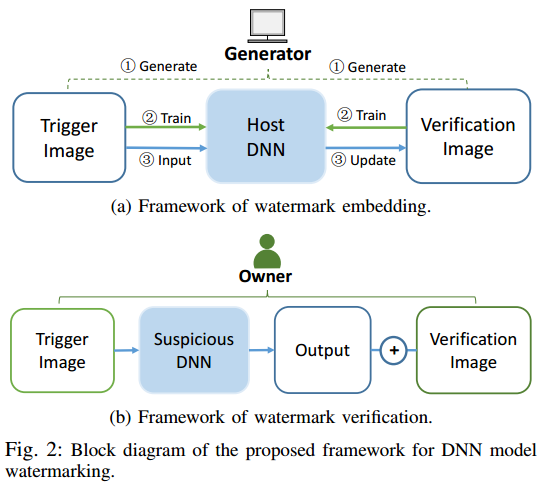 Generator
① Generate
① Generate
Trigger
Image
② Train
③ Input
Host
DNN
② Train
③ Update
Verification
Image
(a) Framework of watermark embedding.
Owner
Trigger
Image
Suspicious
DNN
Output
+
Verification
Image
(b) Framework of watermark verification.
Fig. 2: Block diagram of the proposed framework for DNN model
watermarking.